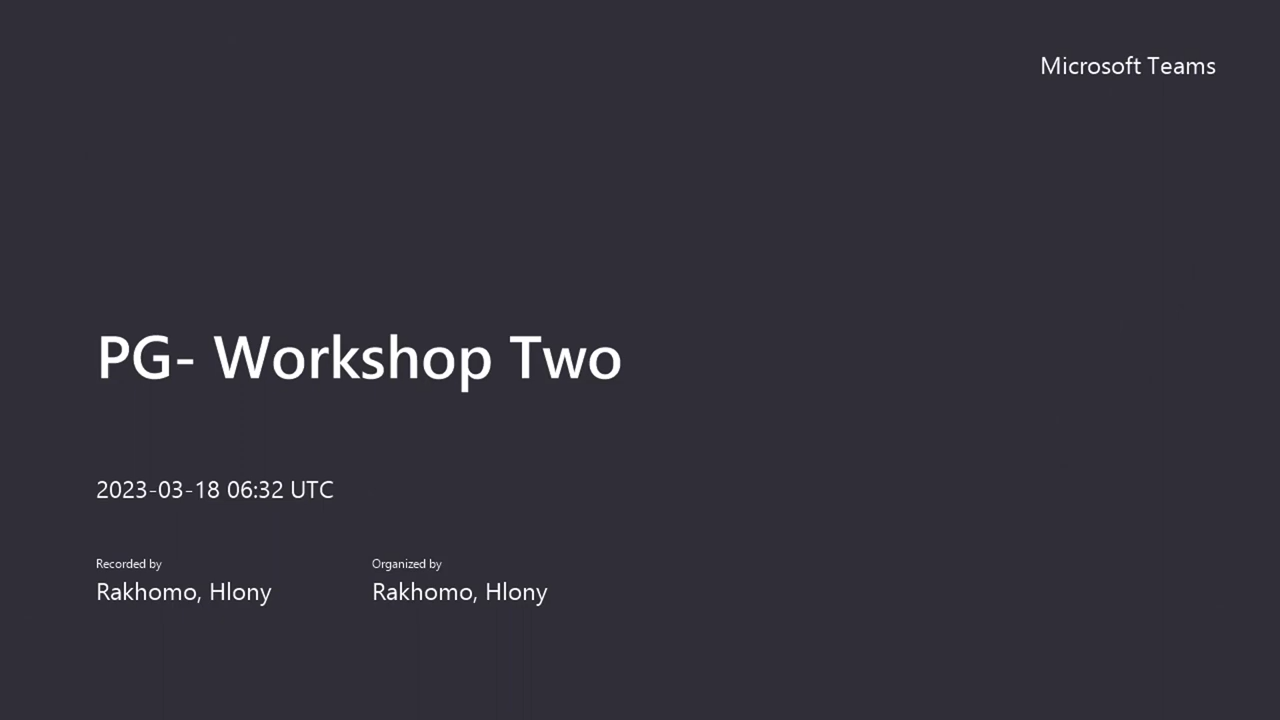 Microsoft Teams
PG- Workshop Two
2023-03-18 06:32 UTC
Recorded by
Rakhomo, Hlony
Organized by
Rakhomo, Hlony